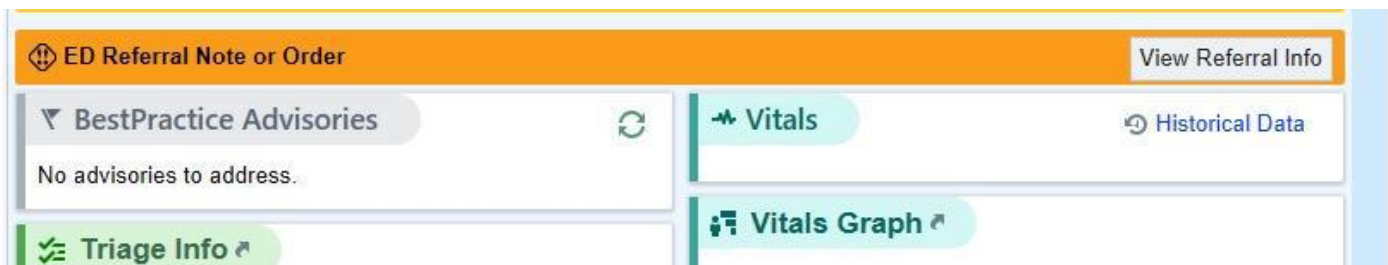 ED Referral Note or Order
View Referral Info
BestPractice Advisories
No advisories to address.
Triage Info
Vitals
Historical Data
Vitals Graph